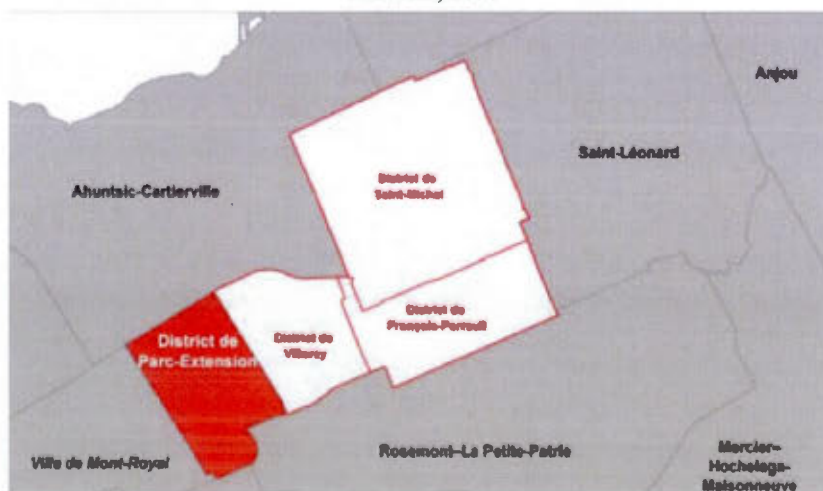 Anjou
Saint-Léonard
Ahuntsic-Cartierville
District de
Saint-Michel
District de
François-Perrault
District de
Villeray
District de
Parc-Extension
Ville de Mont-Royal
Rosemont–La Petite-Patrie
Mercier–
Hochelaga-
Maisonneuve